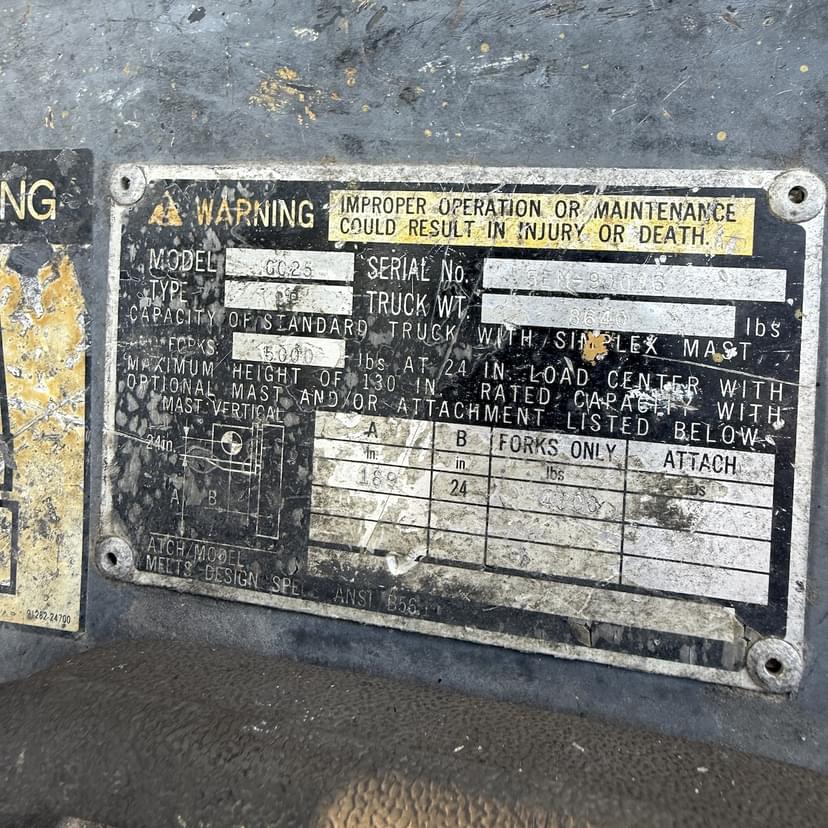 NG
WARNING
IMPROPER OPERATION OR MAINTENANCE
COULD RESULT IN INJURY OR DEATH.
MODEL GC25 SERIAL No.
TYPE TRUCK WT 8640 lbs
CAPACITY OF STANDARD TRUCK WITH SIMPLEX MAST
FORKS: 5000 lbs AT 24 IN. LOAD CENTER WITH
MAXIMUM HEIGHT OF 130 IN. RATED CAPACITY WITH
OPTIONAL MAST AND/OR ATTACHMENT LISTED BELOW
MAST VERTICAL
24in.
A B
A B FORKS ONLY ATTACH
in. in lbs
189 24
ATCH/MODEL
MEETS DESIGN SPEC ANSI B56.1
91262-24700